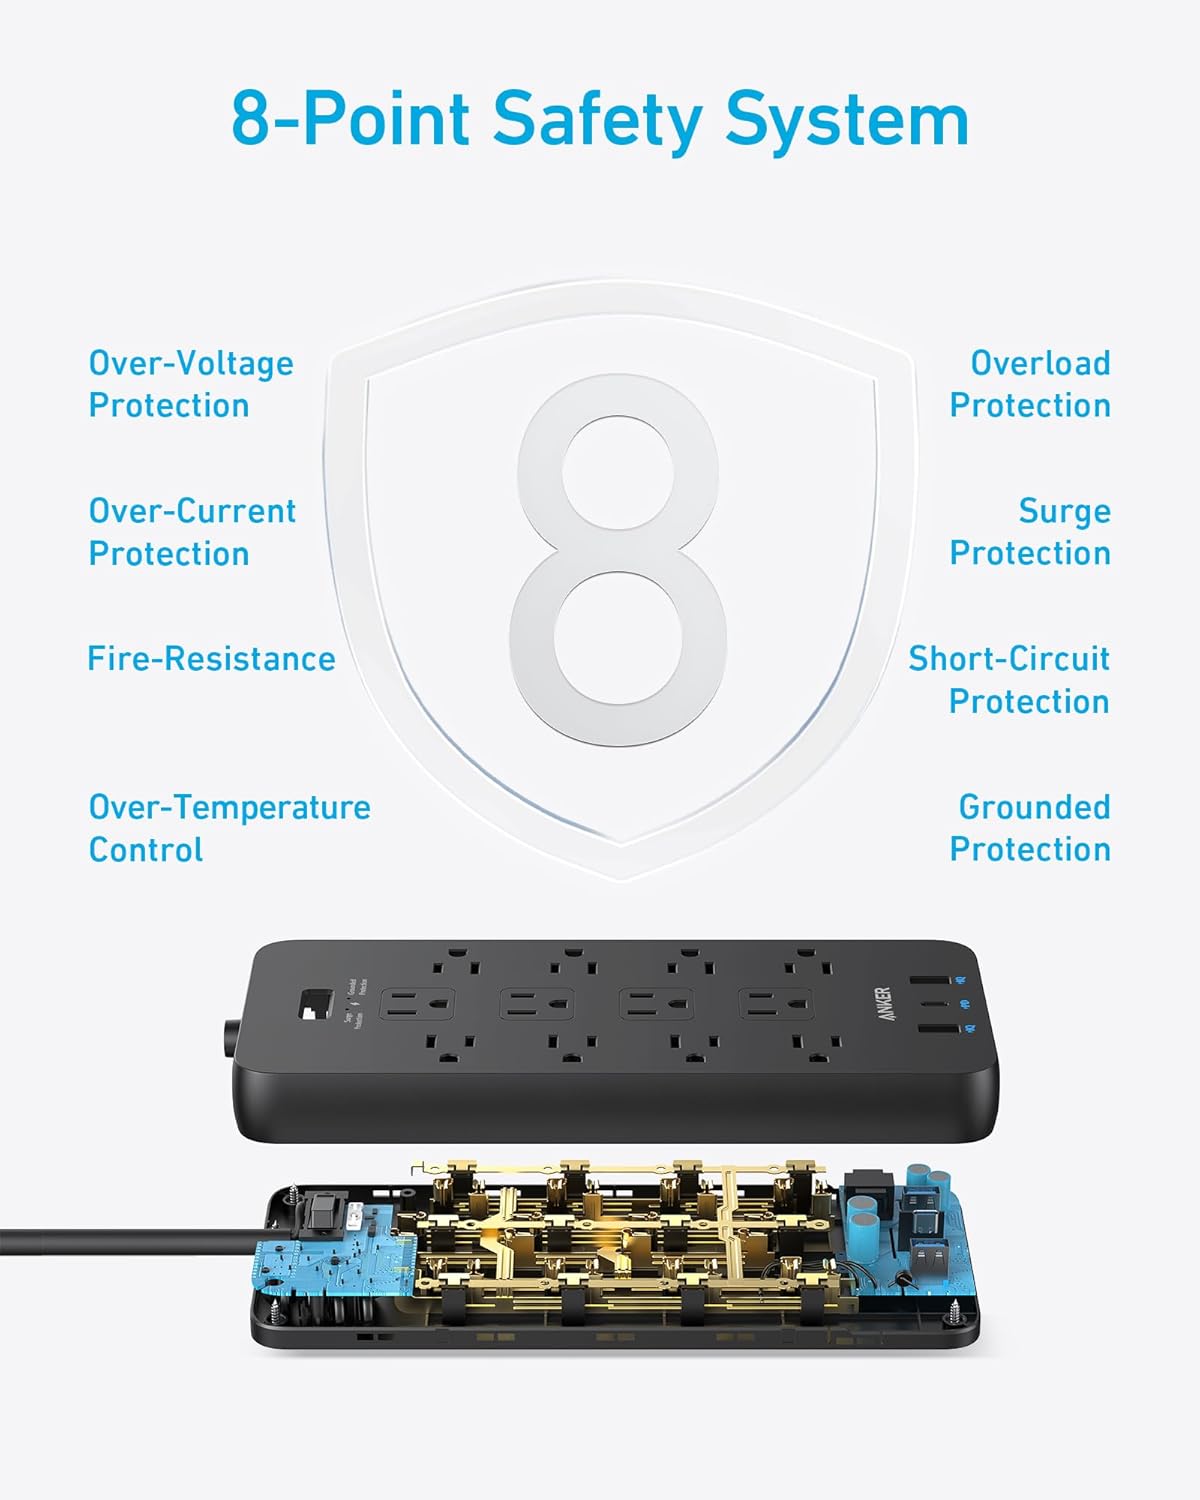 8-Point Safety System
Over-Voltage
Protection
Over-Current
Protection
Fire-Resistance
Over-Temperature
Control
Overload
Protection
Surge
Protection
Short-Circuit
Protection
Grounded
Protection
Surge
Protection
Grounded
Protection
ANKER